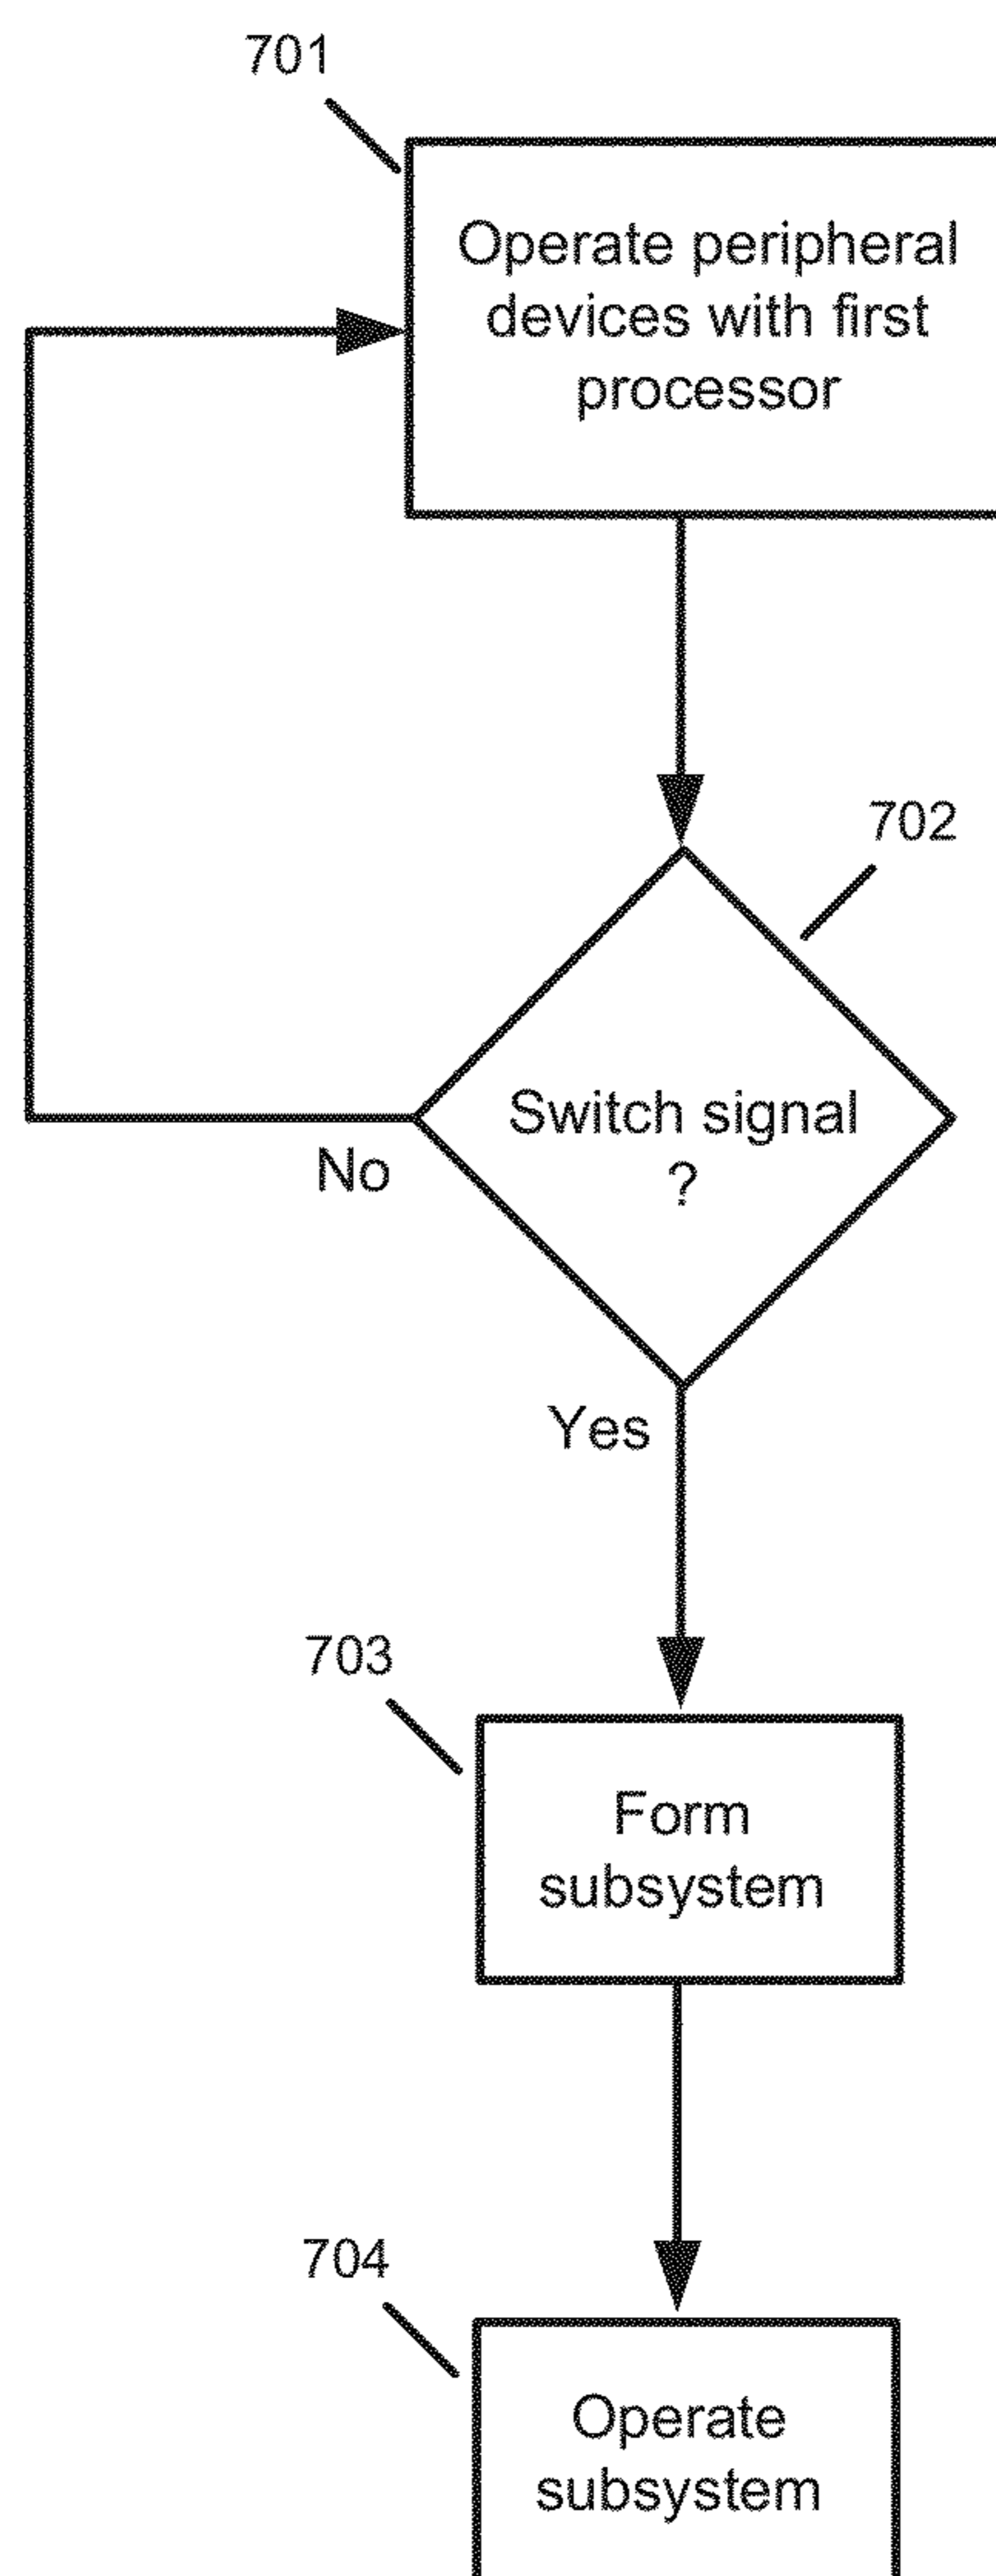 701
Operate peripheral
devices with first
processor
702
Switch signal
?
No
Yes
703
Form
subsystem
704
Operate
subsystem